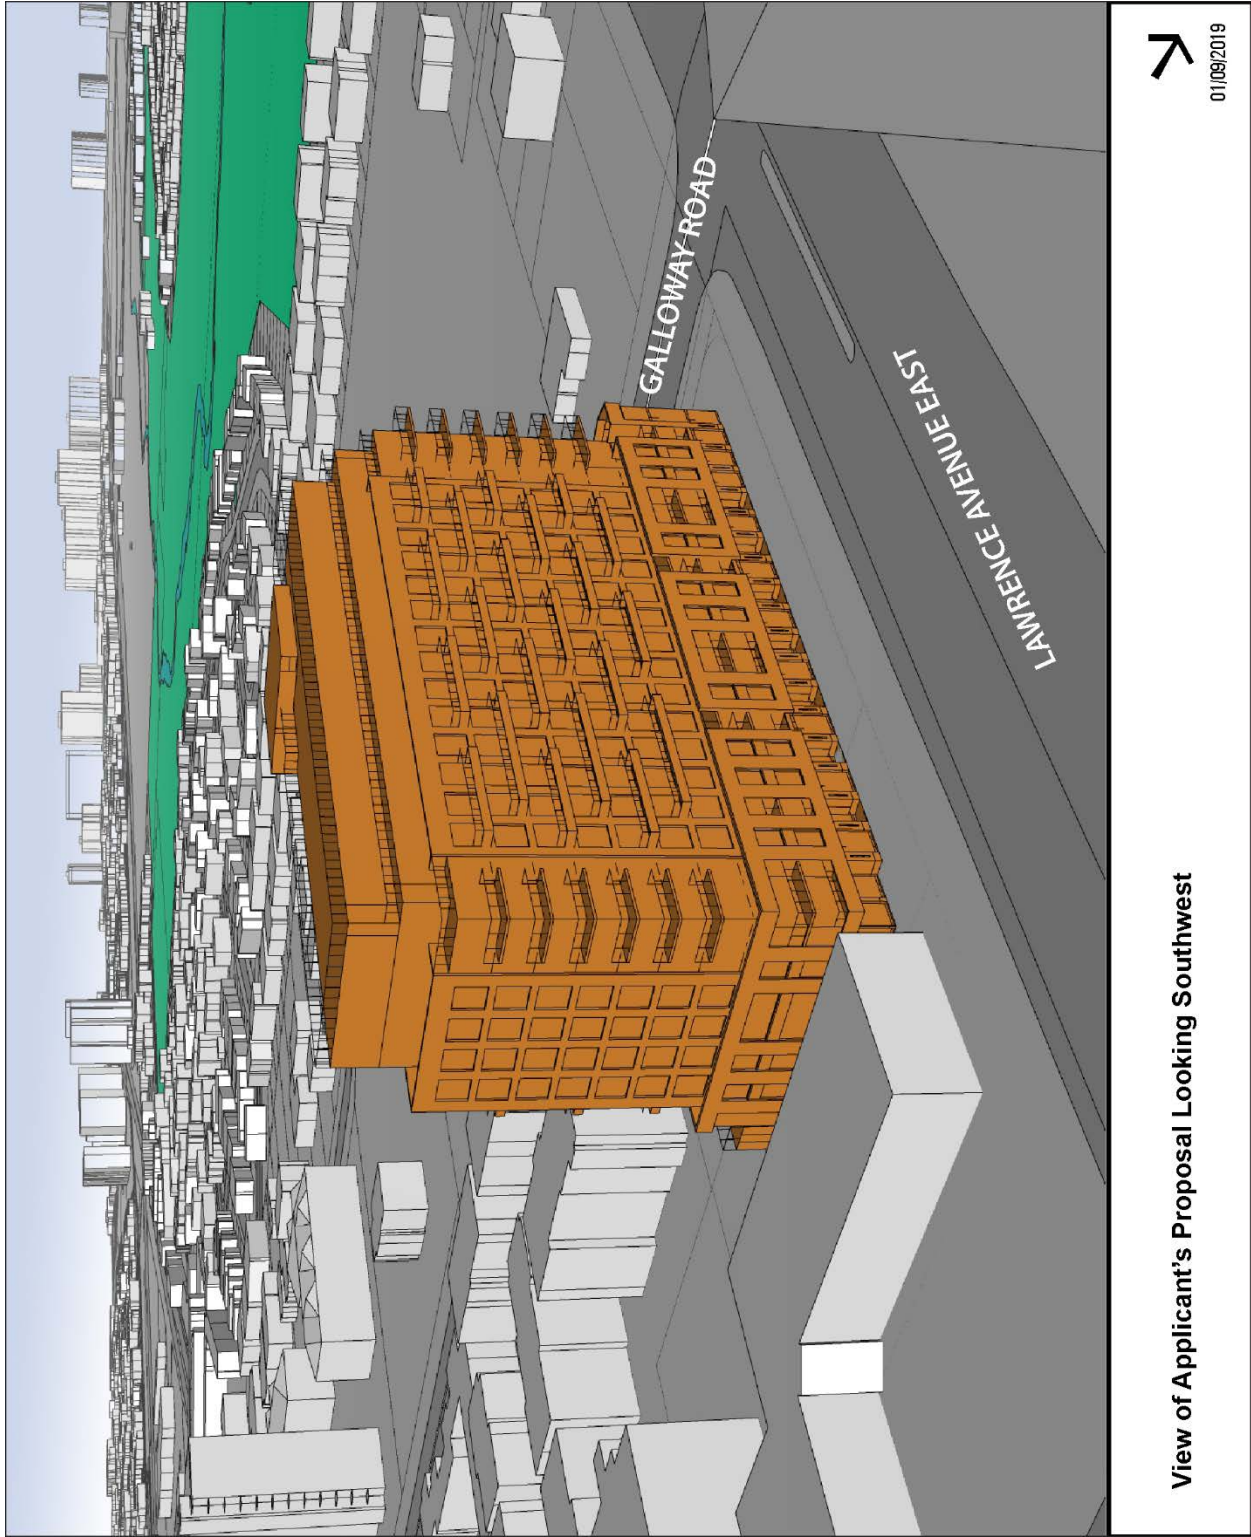 GALLOWAY ROAD
LAWRENCE AVENUE EAST
View of Applicant's Proposal Looking Southwest
01/09/2019